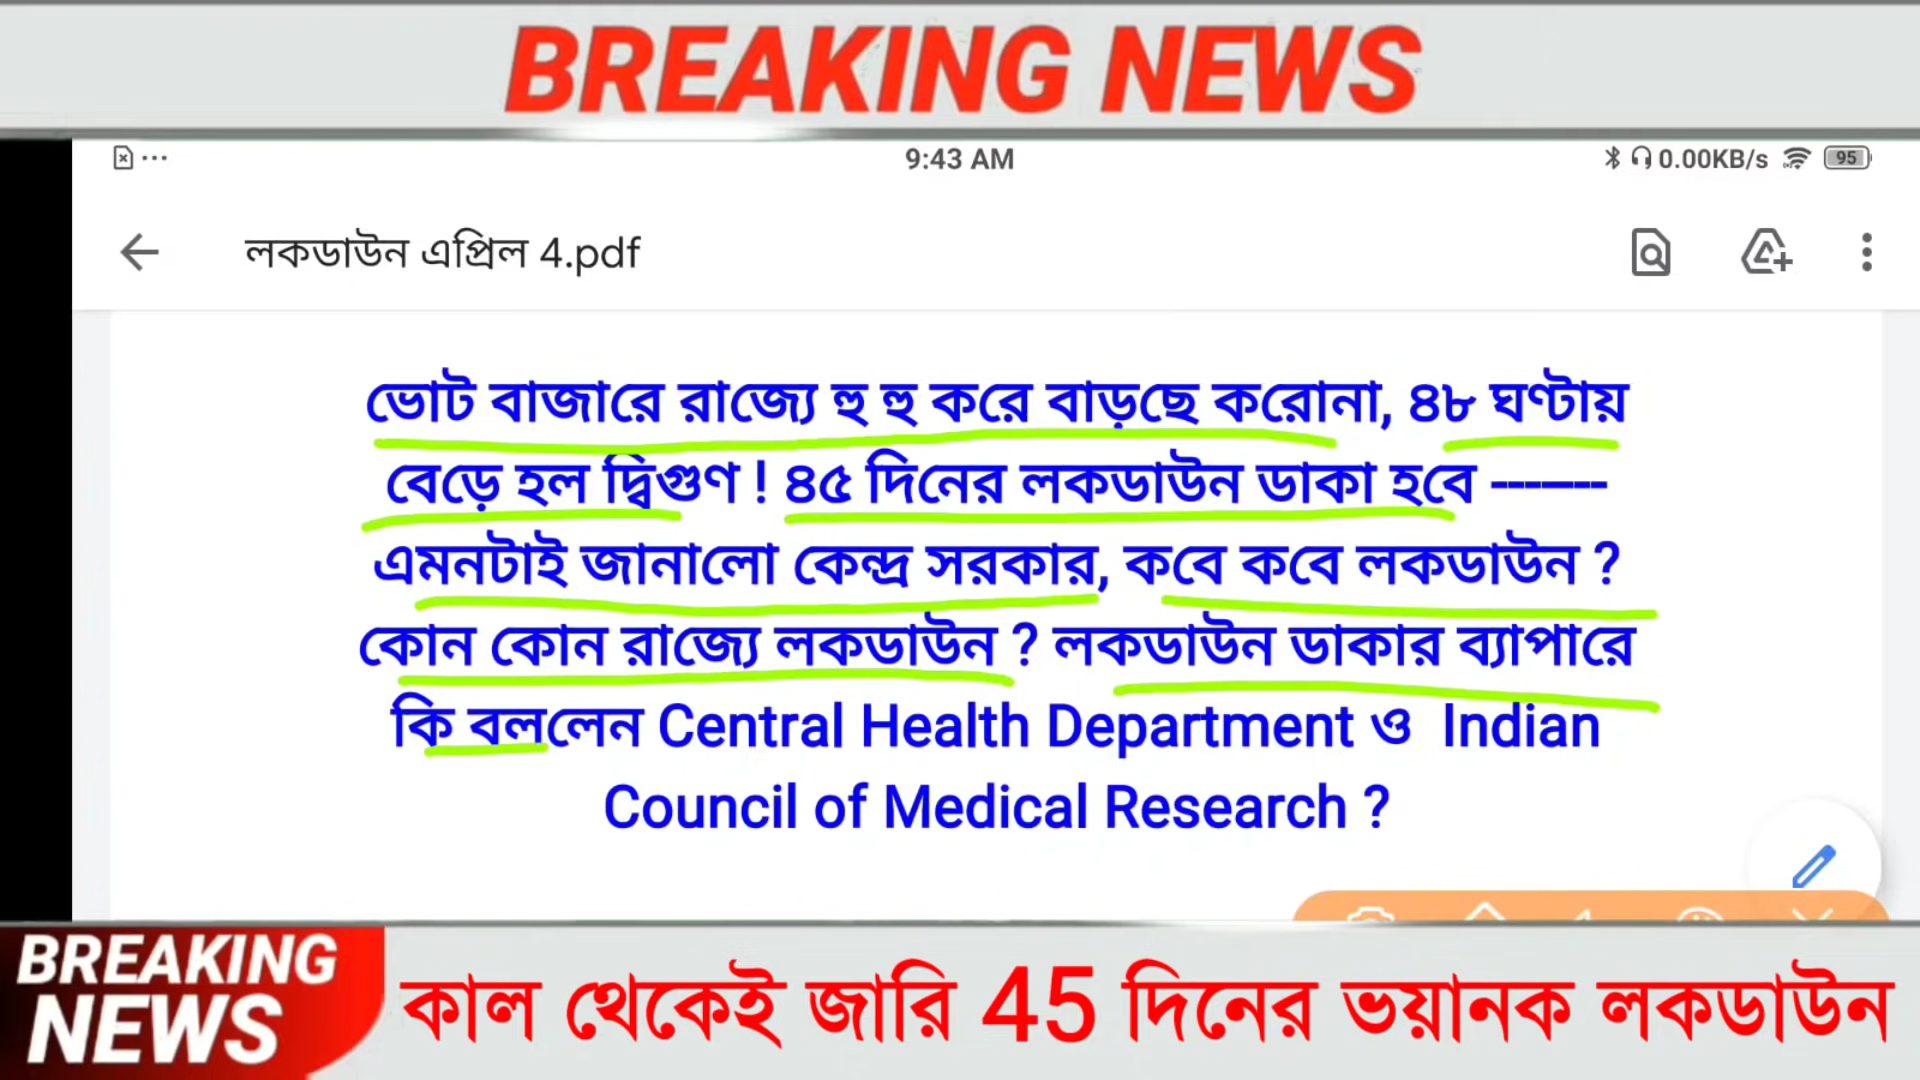 BREAKING NEWS
9:43 AM
0.00KB/s 95
লকডাউন এপ্রিল 4.pdf
ভোট বাজারে রাজ্যে হু হু করে বাড়ছে করোনা, ৪৮ ঘণ্টায়
বেড়ে হল দ্বিগুণ ! ৪৫ দিনের লকডাউন ডাকা হবে -------
এমনটাই জানালো কেন্দ্র সরকার, কবে কবে লকডাউন ?
কোন কোন রাজ্যে লকডাউন ? লকডাউন ডাকার ব্যাপারে
কি বললেন Central Health Department ও Indian
Council of Medical Research ?
BREAKING
NEWS
কাল থেকেই জারি 45 দিনের ভয়ানক লকডাউন